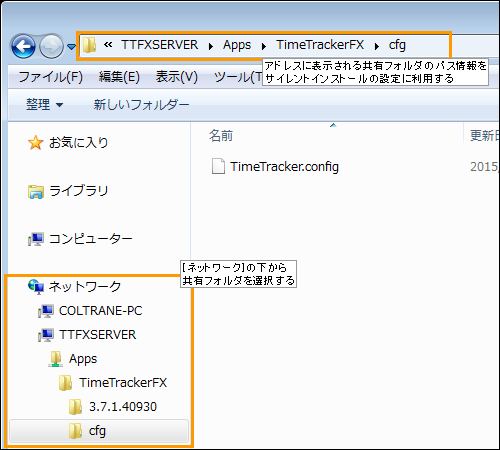 « TTFXSERVER ▸ Apps ▸ TimeTrackerFX ▸ cfg
アドレスに表示される共有フォルダのパス情報を
サイレントインストールの設定に利用する
ファイル(F) 編集(E) 表示(V) ツール(T)
整理 ▾ 新しいフォルダー
名前
更新日
お気に入り
TimeTracker.config
2015/
ライブラリ
コンピューター
[ネットワーク]の下から
共有フォルダを選択する
ネットワーク
COLTRANE-PC
TTFXSERVER
Apps
TimeTrackerFX
3.7.1.40930
cfg